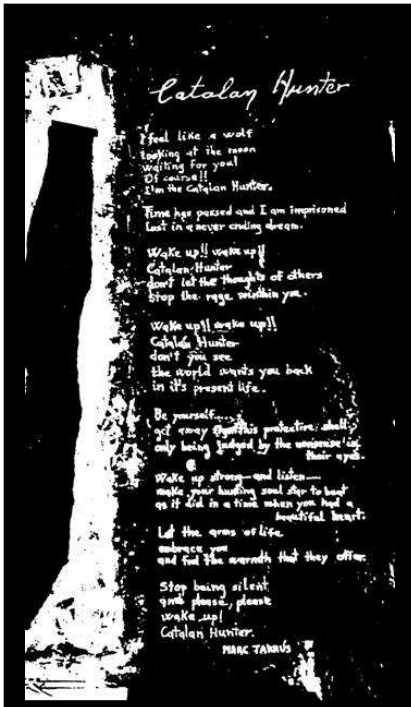 Catalan Hunter
I feel like a wolf
Looking at the moon
waiting for you!
Of course!!
I'm the Catalan Hunter.
Time has passed and I am imprisoned
Lost in a never ending dream.
Wake up!! wake up!!
Catalan Hunter
don't let the thoughts of others
stop the rage winthin you.
Wake up!! wake up!!
Catalan Hunter
don't you see
the world wants you back
in it's present life..
Be yourself.....
get away this protective shell,
only being judged by the nonsense in
their eyes.
Wake up strong and listen.....
make your hunting soul star to beat
as it did in a time when you had a
beautiful heart.
Let the arms of life
embrace you
and feel the warmth that they offer.
Stop being silent
and please, please
wake up!
Catalan Hunter.
MARC